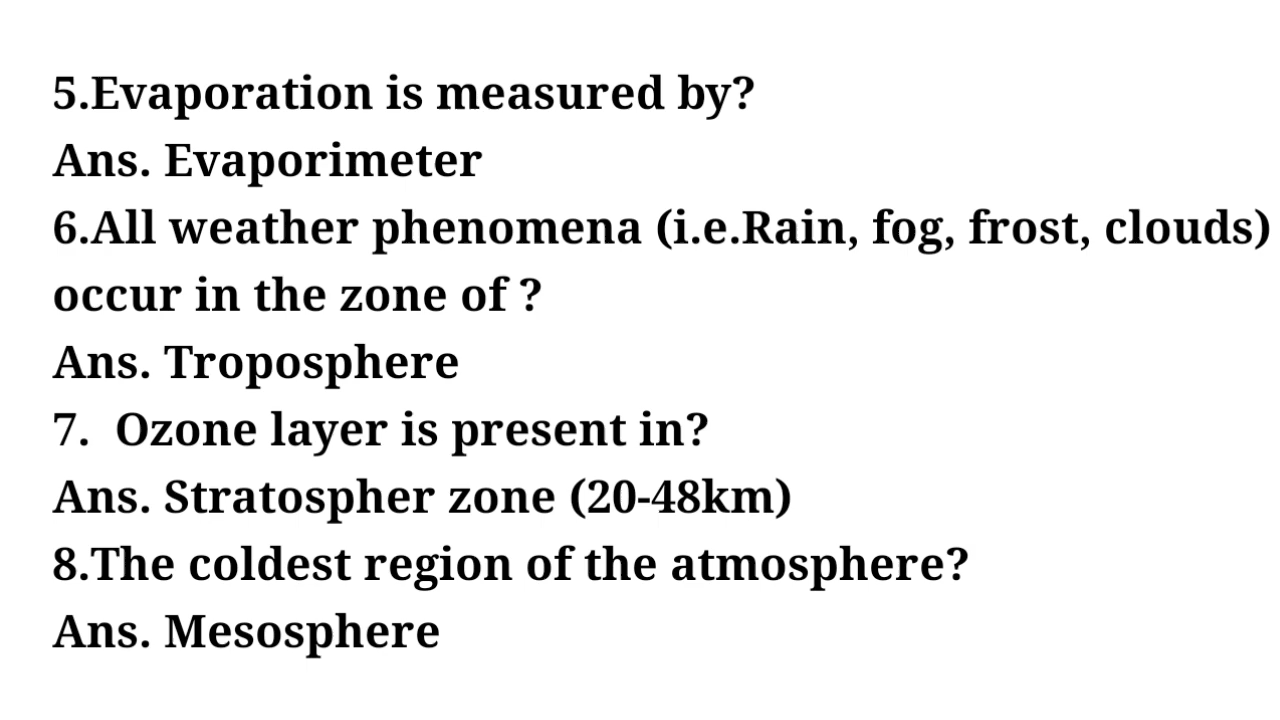 5.Evaporation is measured by?
Ans. Evaporimeter
6.All weather phenomena (i.e.Rain, fog, frost, clouds)
occur in the zone of ?
Ans. Troposphere
7.  Ozone layer is present in?
Ans. Stratospher zone (20-48km)
8.The coldest region of the atmosphere?
Ans. Mesosphere